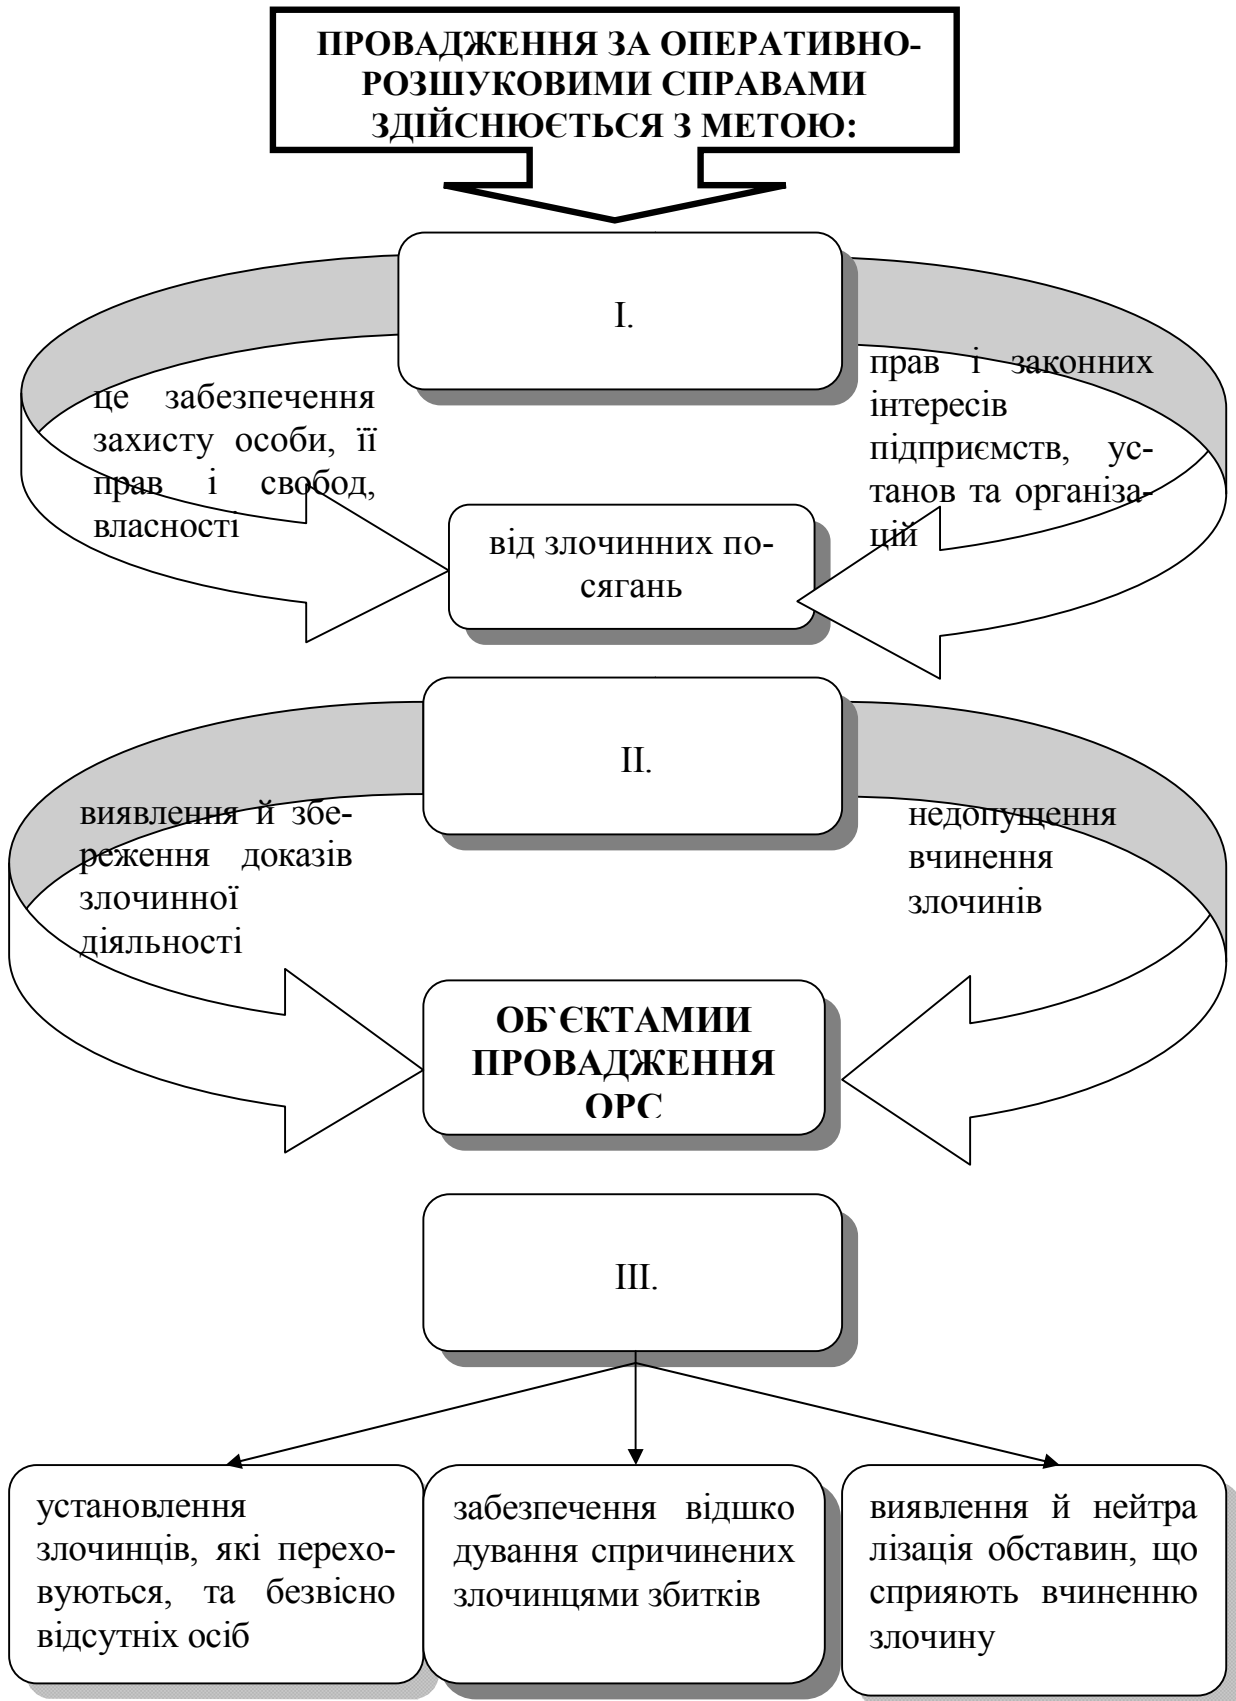 ПРОВАДЖЕННЯ ЗА ОПЕРАТИВНО-
РОЗШУКОВИМИ СПРАВАМИ
ЗДІЙСНЮЄТЬСЯ З МЕТОЮ:
І.
це забезпечення
захисту особи, її
прав і свобод,
власності
прав і законних
інтересів
підприємств, ус-
танов та організа-
цій
від злочинних по-
сягань
ІІ.
виявлення й збе-
реження доказів
злочинної
діяльності
недопущення
вчинення
злочинів
ОБ`ЄКТАМИИ
ПРОВАДЖЕННЯ
ОРС
ІІІ.
установлення
злочинців, які перехо-
вуються, та безвісно
відсутніх осіб
забезпечення відшко
дування спричинених
злочинцями збитків
виявлення й нейтра
лізація обставин, що
сприяють вчиненню
злочину